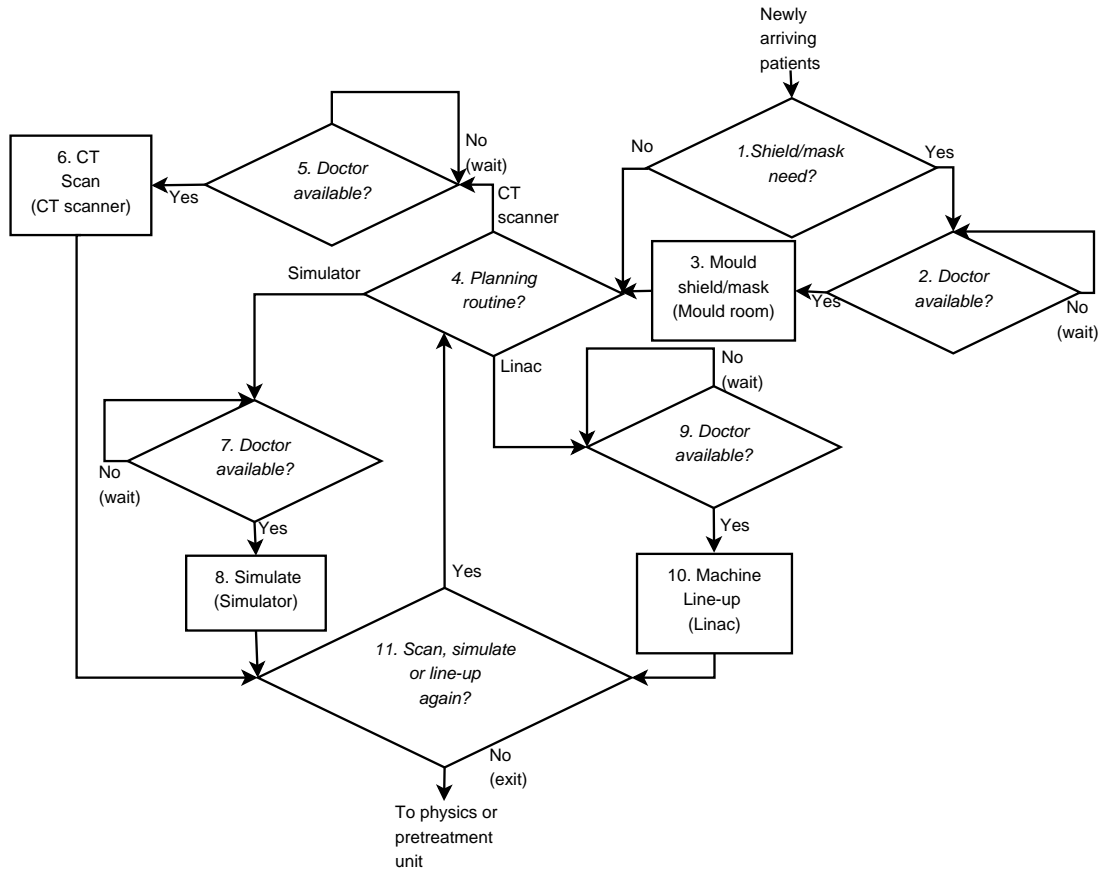 Newly
arriving
patients
1.Shield/mask
need?
No
Yes
2. Doctor
available?
No
(wait)
Yes
3. Mould
shield/mask
(Mould room)
4. Planning
routine?
CT
scanner
Simulator
Linac
5. Doctor
available?
No
(wait)
Yes
6. CT
Scan
(CT scanner)
7. Doctor
available?
No
(wait)
Yes
8. Simulate
(Simulator)
9. Doctor
available?
No
(wait)
Yes
10. Machine
Line-up
(Linac)
11. Scan, simulate
or line-up
again?
Yes
No
(exit)
To physics or
pretreatment
unit